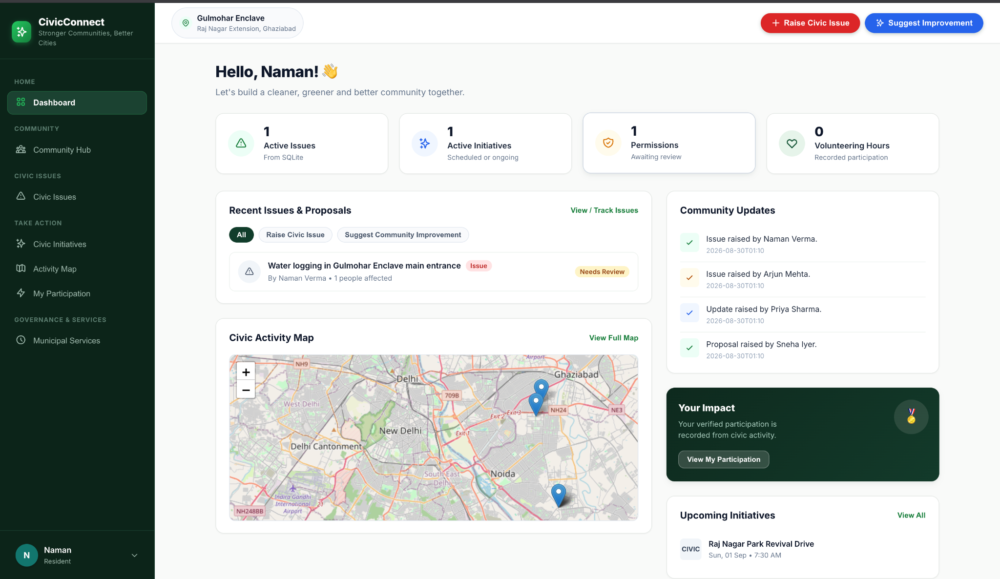 CivicConnect
Stronger Communities, Better
Cities
HOME
Dashboard
COMMUNITY
Community Hub
CIVIC ISSUES
Civic Issues
TAKE ACTION
Civic Initiatives
Activity Map
My Participation
GOVERNANCE & SERVICES
Municipal Services
N
Naman
Resident
Gulmohar Enclave
Raj Nagar Extension, Ghaziabad
Raise Civic Issue
Suggest Improvement
Hello, Naman! 👋
Let's build a cleaner, greener and better community together.
1
Active Issues
From SQLite
1
Active Initiatives
Scheduled or ongoing
1
Permissions
Awaiting review
0
Volunteering Hours
Recorded participation
Recent Issues & Proposals
View / Track Issues
All
Raise Civic Issue
Suggest Community Improvement
Water logging in Gulmohar Enclave main entrance
Issue
By Naman Verma • 1 people affected
Needs Review
Civic Activity Map
View Full Map
+
−
NH9
Delhi
Airport
Ghaziabad
709B
West Delhi
NH24
NE3
Exit 2
Exit 3
Exit 1
New Delhi
Delhi Cantonment
South East
Delhi
Noida
Indira Gandhi
International
Airport
21
NH248BB
Community Updates
Issue raised by Naman Verma.
2026-08-30T01:10
Issue raised by Arjun Mehta.
2026-08-30T01:10
Update raised by Priya Sharma.
2026-08-30T01:10
Proposal raised by Sneha Iyer.
2026-08-30T01:10
Your Impact
Your verified participation is
recorded from civic activity.
View My Participation
Upcoming Initiatives
View All
CIVIC
Raj Nagar Park Revival Drive
Sun, 01 Sep • 7:30 AM